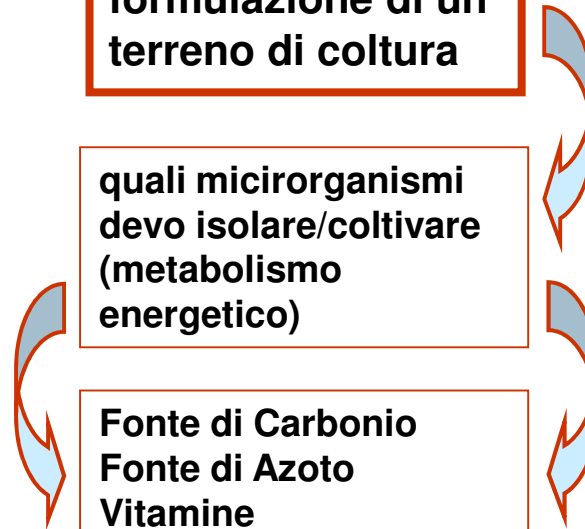 formulazione di un
terreno di coltura
quali micirorganismi
devo isolare/coltivare
(metabolismo
energetico)
Fonte di Carbonio
Fonte di Azoto
Vitamine